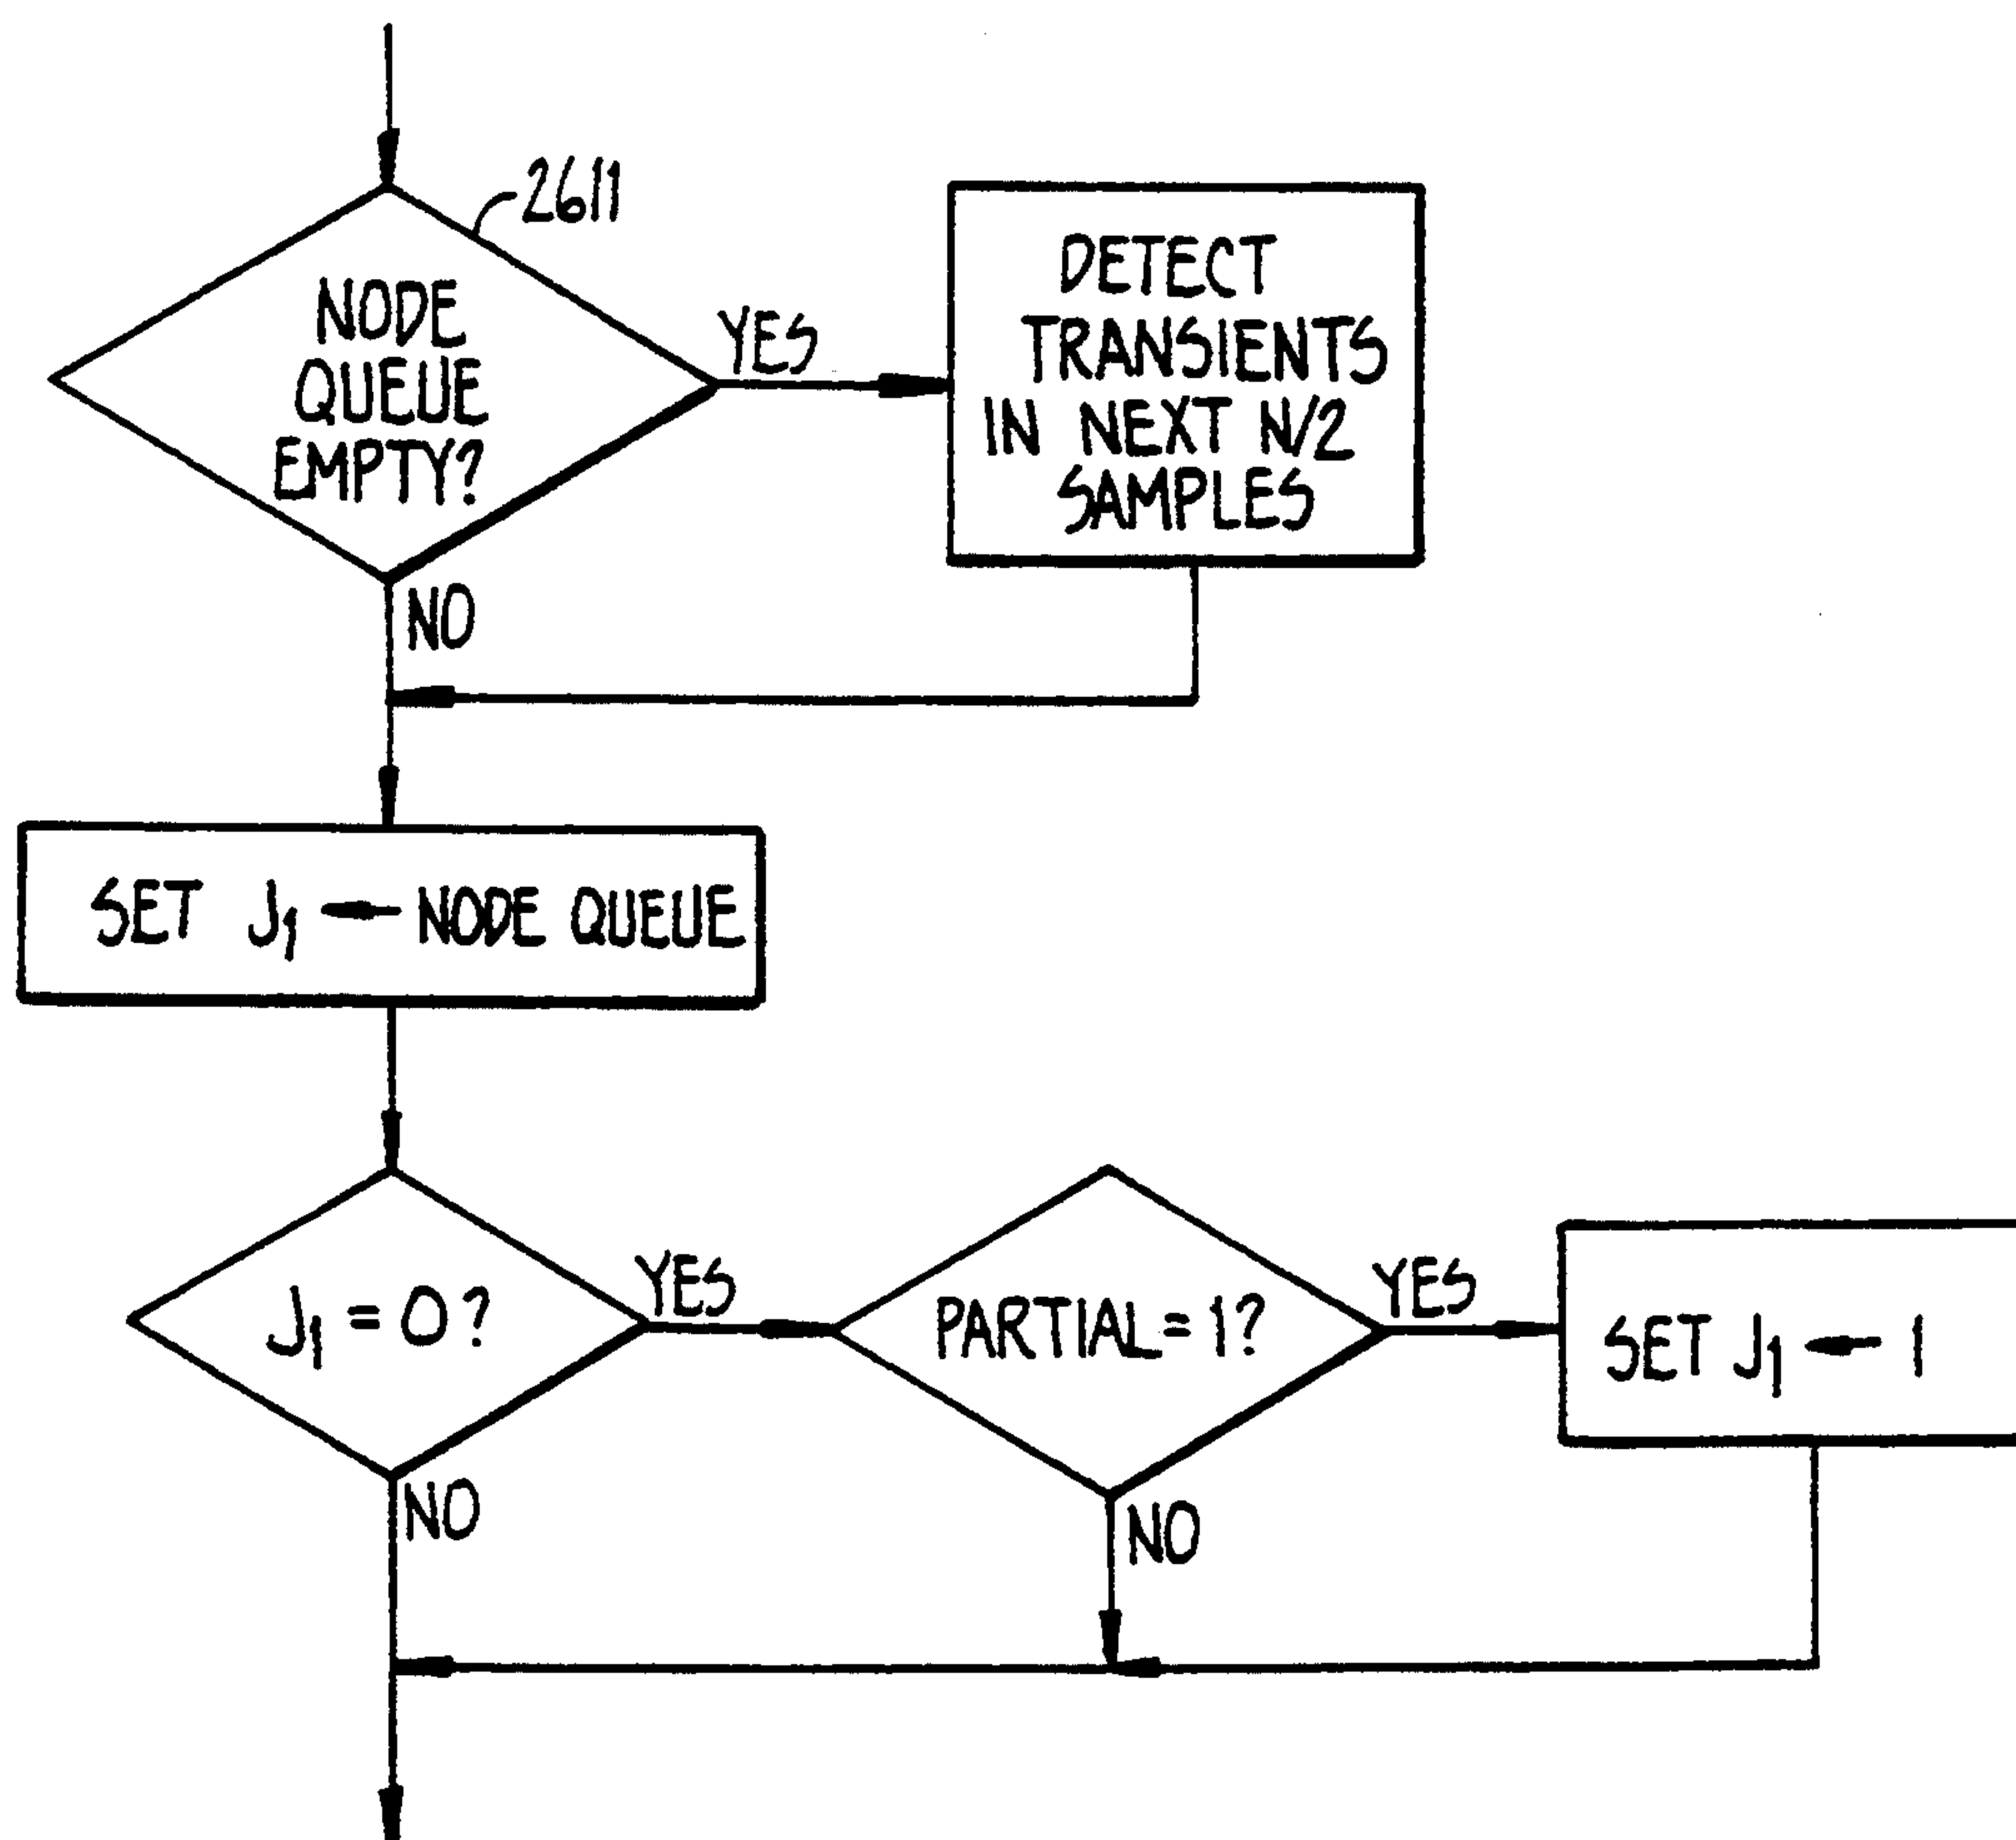 2611
NODE
QUEUE
EMPTY?
YES
DETECT
TRANSIENTS
IN NEXT N/2
SAMPLES
NO
SET J₁ ← NODE QUEUE
J₁ = 0?
YES
PARTIAL = 1?
YES
SET J₁ ← 1
NO
NO